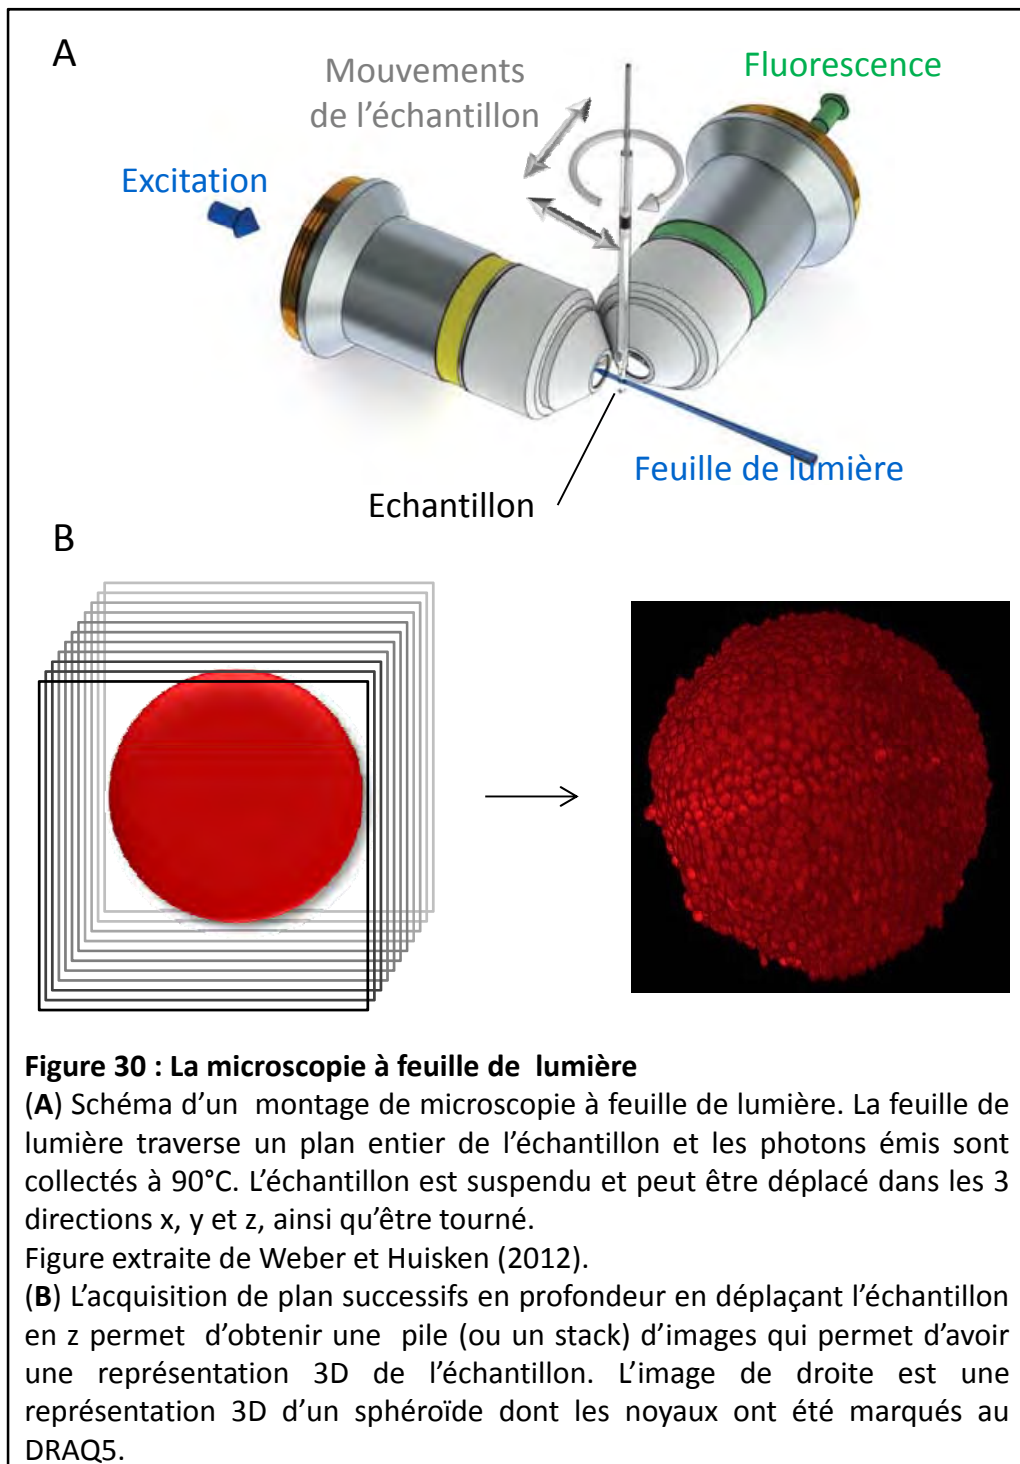 A
Mouvements
de l'échantillon
Fluorescence
Excitation
Feuille de lumière
Echantillon
B
Figure 30 : La microscopie à feuille de lumière
(A) Schéma d'un montage de microscopie à feuille de lumière. La feuille de
lumière traverse un plan entier de l'échantillon et les photons émis sont
collectés à 90°C. L'échantillon est suspendu et peut être déplacé dans les 3
directions x, y et z, ainsi qu'être tourné.
Figure extraite de Weber et Huisken (2012).
(B) L'acquisition de plan successifs en profondeur en déplaçant l'échantillon
en z permet d'obtenir une pile (ou un stack) d'images qui permet d'avoir
une représentation 3D de l'échantillon. L'image de droite est une
représentation 3D d'un sphéroïde dont les noyaux ont été marqués au
DRAQ5.